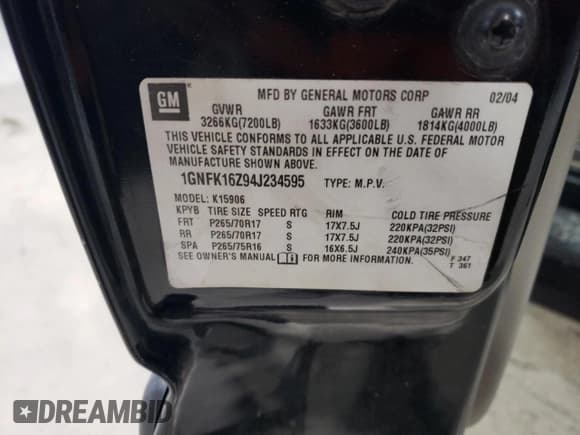 GM
MFD BY GENERAL MOTORS CORP 02/04
GVWR GAWR FRT GAWR RR
3266KG(7200LB) 1633KG(3600LB) 1814KG(4000LB)
THIS VEHICLE CONFORMS TO ALL APPLICABLE U.S. FEDERAL MOTOR
VEHICLE SAFETY STANDARDS IN EFFECT ON THE DATE OF
MANUFACTURE SHOWN ABOVE.
1GNFK16Z94J234595 TYPE: M.P.V.
MODEL: K15906
KPYB TIRE SIZE SPEED RTG RIM COLD TIRE PRESSURE
FRT P265/70R17 S 17X7.5J 220KPA(32PSI)
RR P265/70R17 S 17X7.5J 220KPA(32PSI)
SPA P265/75R16 S 16X6.5J 240KPA(35PSI)
SEE OWNER'S MANUAL FOR MORE INFORMATION. F 347
T 361
DREAMBID